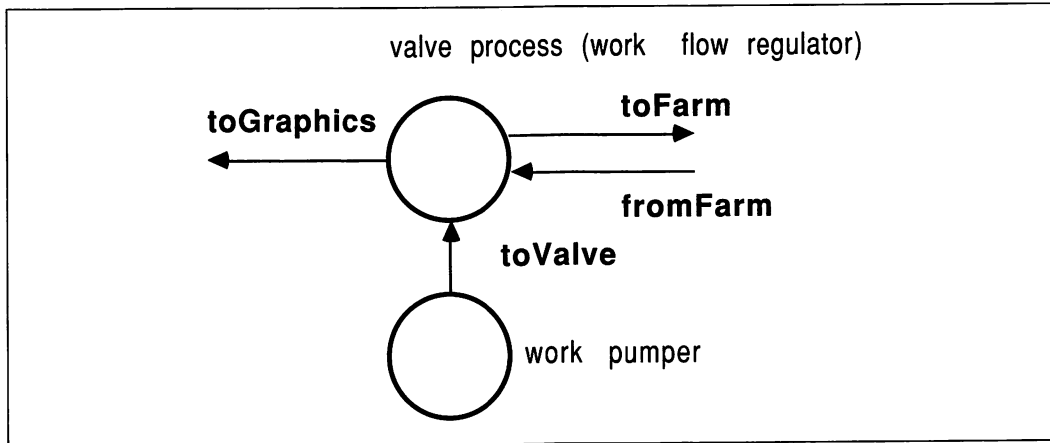 valve process (work flow regulator)
toGraphics
toFarm
fromFarm
toValve
work pumper